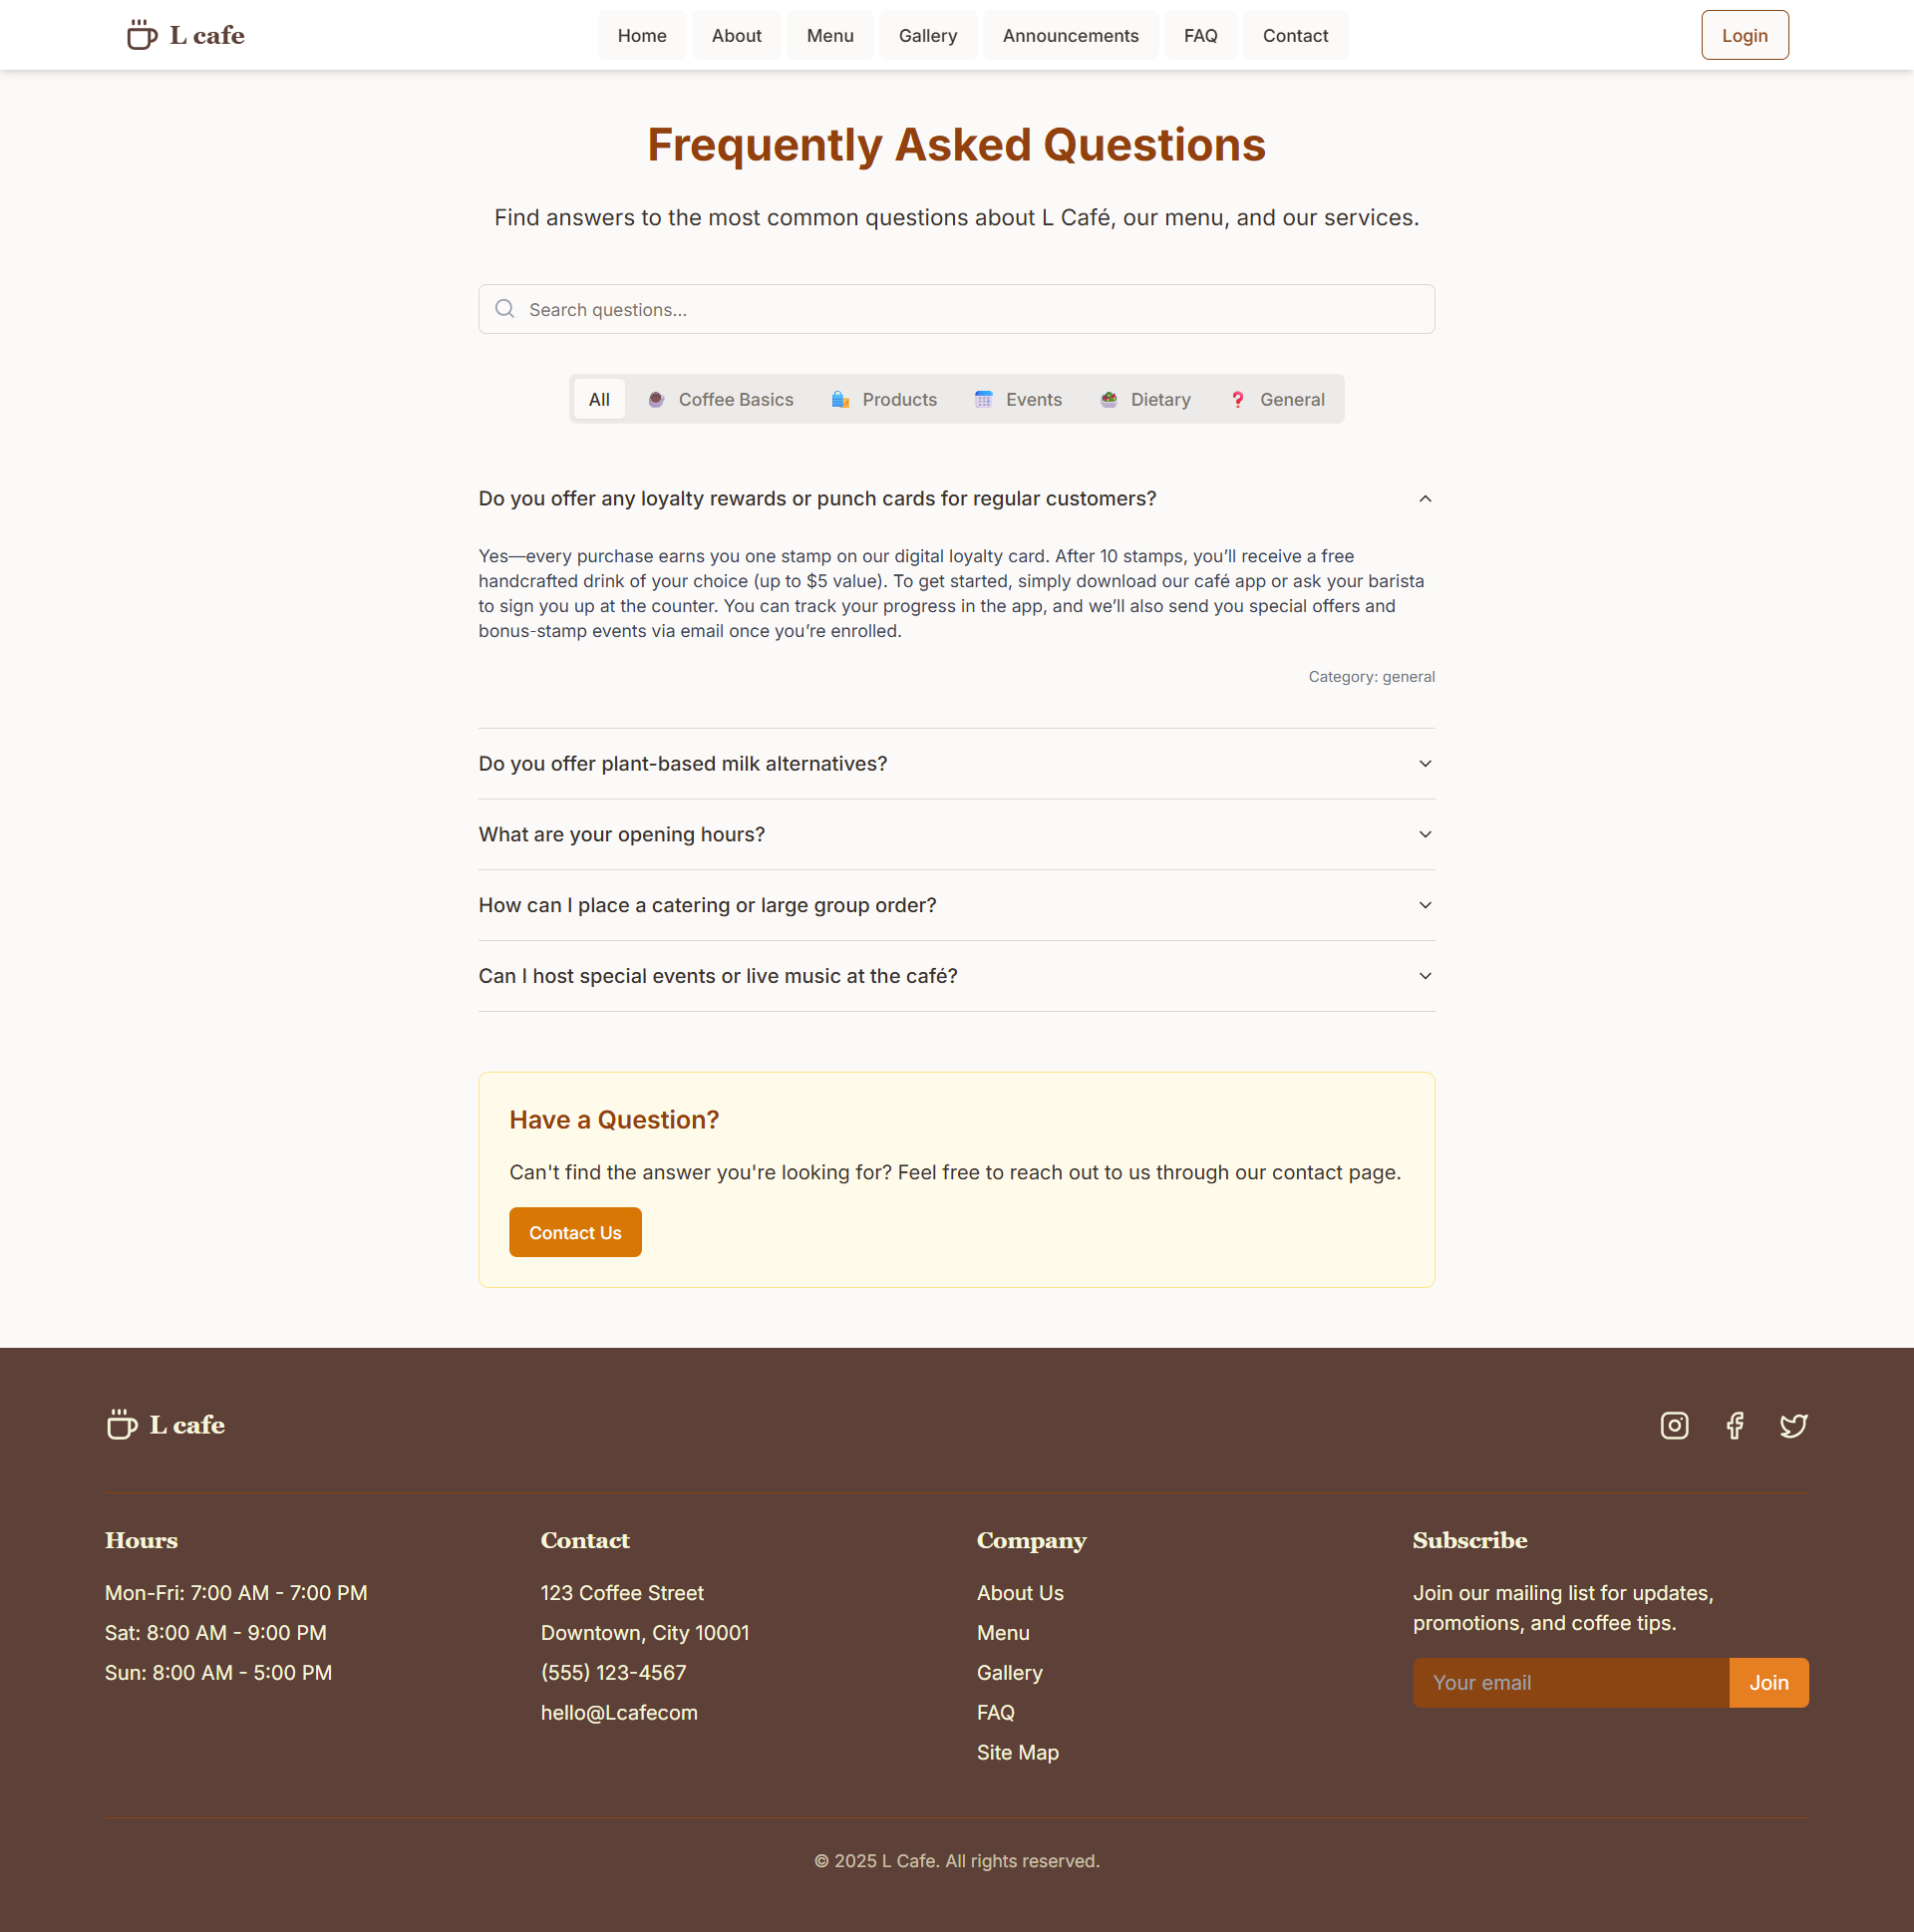 L cafe
Home
About
Menu
Gallery
Announcements
FAQ
Contact
Login
Frequently Asked Questions
Find answers to the most common questions about L Café, our menu, and our services.
Search questions...
All
Coffee Basics
Products
Events
Dietary
General
Do you offer any loyalty rewards or punch cards for regular customers?
Yes—every purchase earns you one stamp on our digital loyalty card. After 10 stamps, you’ll receive a free
handcrafted drink of your choice (up to $5 value). To get started, simply download our café app or ask your barista
to sign you up at the counter. You can track your progress in the app, and we’ll also send you special offers and
bonus-stamp events via email once you’re enrolled.
Category: general
Do you offer plant-based milk alternatives?
What are your opening hours?
How can I place a catering or large group order?
Can I host special events or live music at the café?
Have a Question?
Can't find the answer you're looking for? Feel free to reach out to us through our contact page.
Contact Us
L cafe
Hours
Mon-Fri: 7:00 AM - 7:00 PM
Sat: 8:00 AM - 9:00 PM
Sun: 8:00 AM - 5:00 PM
Contact
123 Coffee Street
Downtown, City 10001
(555) 123-4567
hello@Lcafecom
Company
About Us
Menu
Gallery
FAQ
Site Map
Subscribe
Join our mailing list for updates,
promotions, and coffee tips.
Your email
Join
© 2025 L Cafe. All rights reserved.